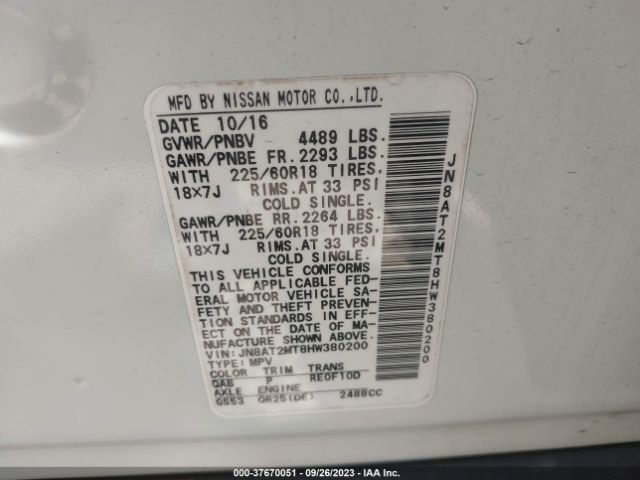 MFD BY NISSAN MOTOR CO.,LTD.
DATE 10/16
GVWR/PNBV 4489 LBS.
GAWR/PNBE FR. 2293 LBS.
WITH 225/60R18 TIRES,
18×7J RIMS.AT 33 PSI
COLD SINGLE.
GAWR/PNBE RR. 2264 LBS.
WITH 225/60R18 TIRES,
18×7J RIMS.AT 33 PSI
COLD SINGLE.
THIS VEHICLE CONFORMS
TO ALL APPLICABLE FED-
ERAL MOTOR VEHICLE SA-
FETY AND THEFT PREVEN-
TION STANDARDS IN EFF-
ECT ON THE DATE OF MA-
NUFACTURE SHOWN ABOVE.
VIN: JN8AT2MT8HW380200
TYPE: MPV
COLOR TRIM TRANS
QAB P RE0F10D
AXLE ENGINE
GS53 QR25(DE) 2488CC
JN8AT2MT8HW380200
000-37670051 - 09/26/2023 - IAA Inc.